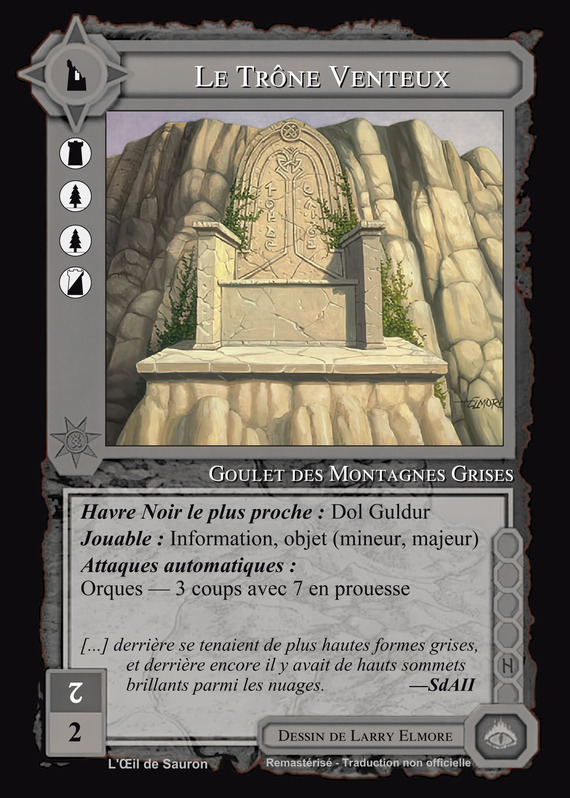 Le Trône Venteux
ELMORE
Goulet des Montagnes Grises
Havre Noir le plus proche : Dol Guldur
Jouable : Information, objet (mineur, majeur)
Attaques automatiques :
Orques — 3 coups avec 7 en prouesse
[...] derrière se tenaient de plus hautes formes grises,
et derrière encore il y avait de hauts sommets
brillants parmi les nuages. —SdAII
2
2
Dessin de Larry Elmore
L'Œil de Sauron
Remastérisé - Traduction non officielle